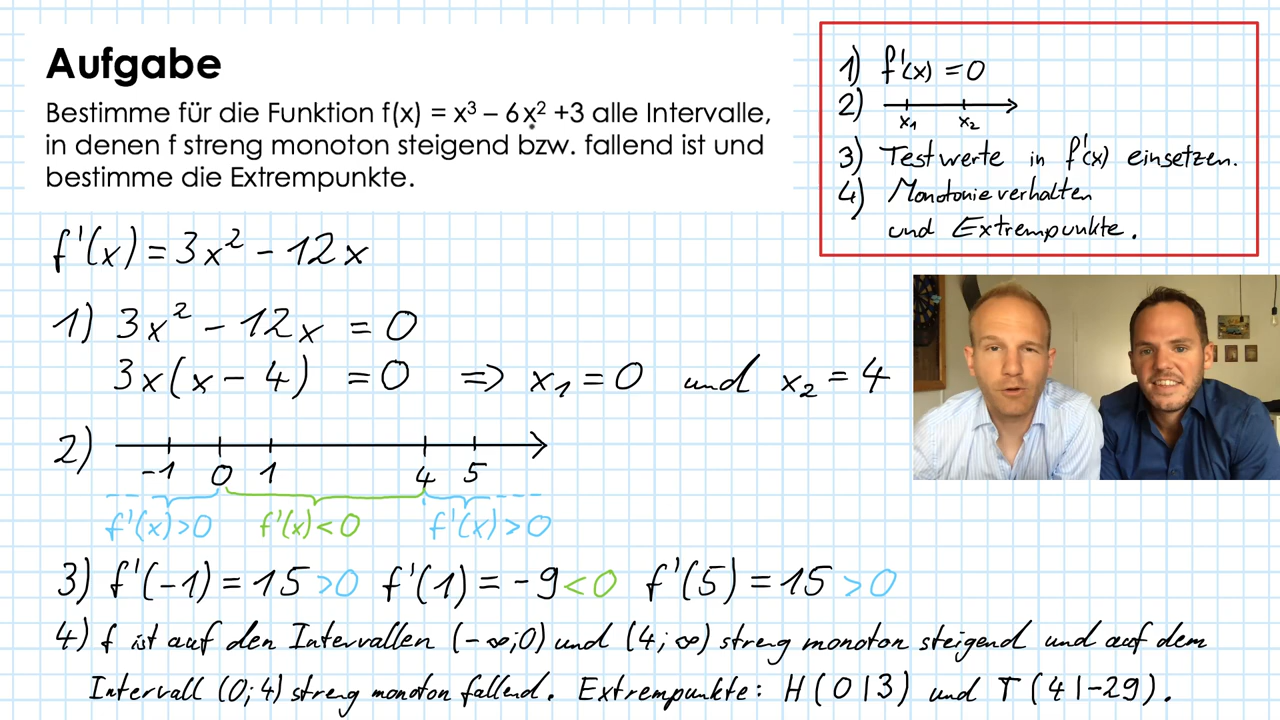 Aufgabe
Bestimme für die Funktion f(x) = x³ – 6x² +3 alle Intervalle,
in denen f streng monoton steigend bzw. fallend ist und
bestimme die Extrempunkte.
1) f'(x) = 0
2)
x₁ x₂
3) Testwerte in f'(x) einsetzen.
4) Monotonieverhalten
und Extrempunkte.
f'(x) = 3x² - 12x
1) 3x² - 12x = 0
3x(x - 4) = 0 => x₁ = 0 und x₂ = 4
2)
-1 0 1 4 5
f'(x)>0 f'(x)<0 f'(x)>0
3) f'(-1) = 15 >0 f'(1) = -9 <0 f'(5) = 15 >0
4) f ist auf den Intervallen (-∞;0) und (4;∞) streng monoton steigend und auf dem
Intervall (0;4) streng monoton fallend. Extrempunkte: H(0|3) und T(4|-29).